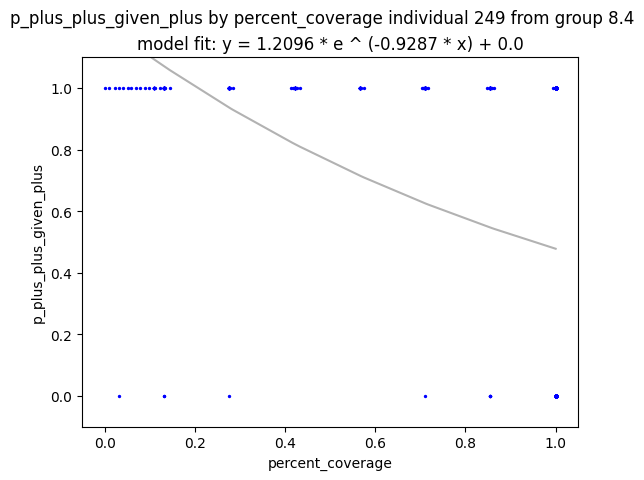 p_plus_plus_given_plus by percent_coverage individual 249 from group 8.4
model fit: y = 1.2096 * e ^ (-0.9287 * x) + 0.0
1.0
0.8
0.6
0.4
0.2
0.0
p_plus_plus_given_plus
0.0 0.2 0.4 0.6 0.8 1.0
percent_coverage